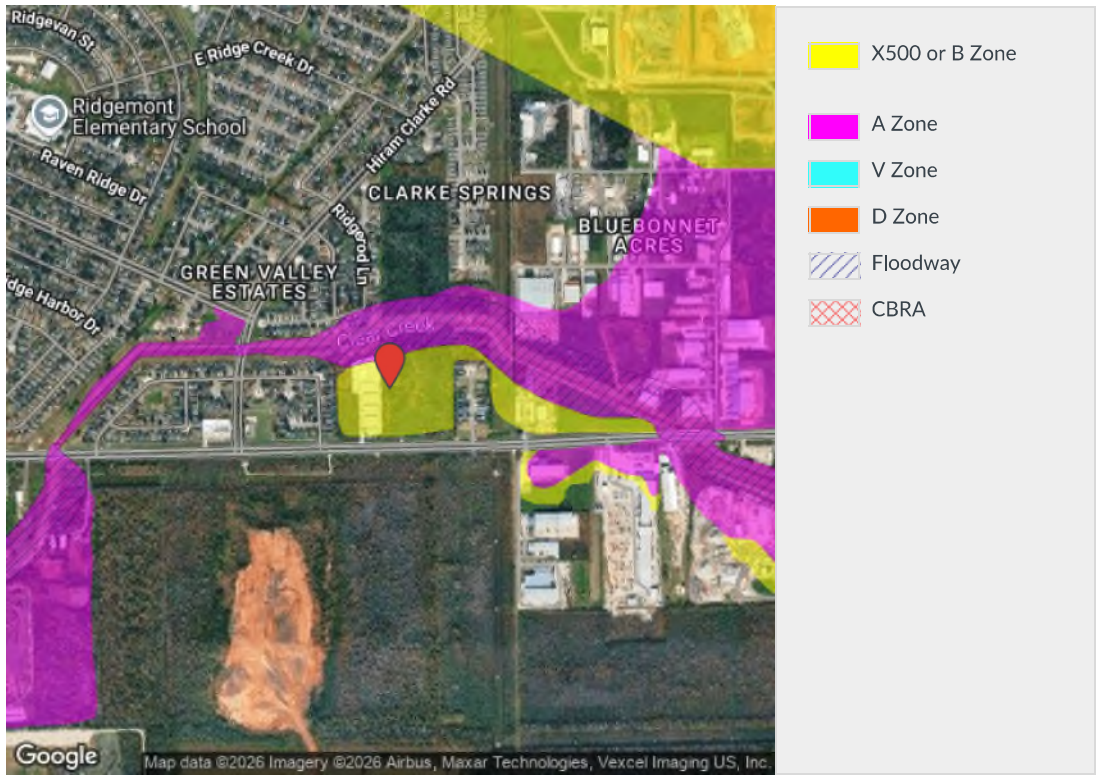 Ridgevan St
E Ridge Creek Dr
Ridgemont
Elementary School
Hiram Clarke Rd
Raven Ridge Dr
CLARKE SPRINGS
Ridgerod Ln
BLUEBONNET
ACRES
GREEN VALLEY
ESTATES
idge Harbor Dr
Clear Creek
Google
Map data ©2026 Imagery ©2026 Airbus, Maxar Technologies, Vexcel Imaging US, Inc.
X500 or B Zone
A Zone
V Zone
D Zone
Floodway
CBRA